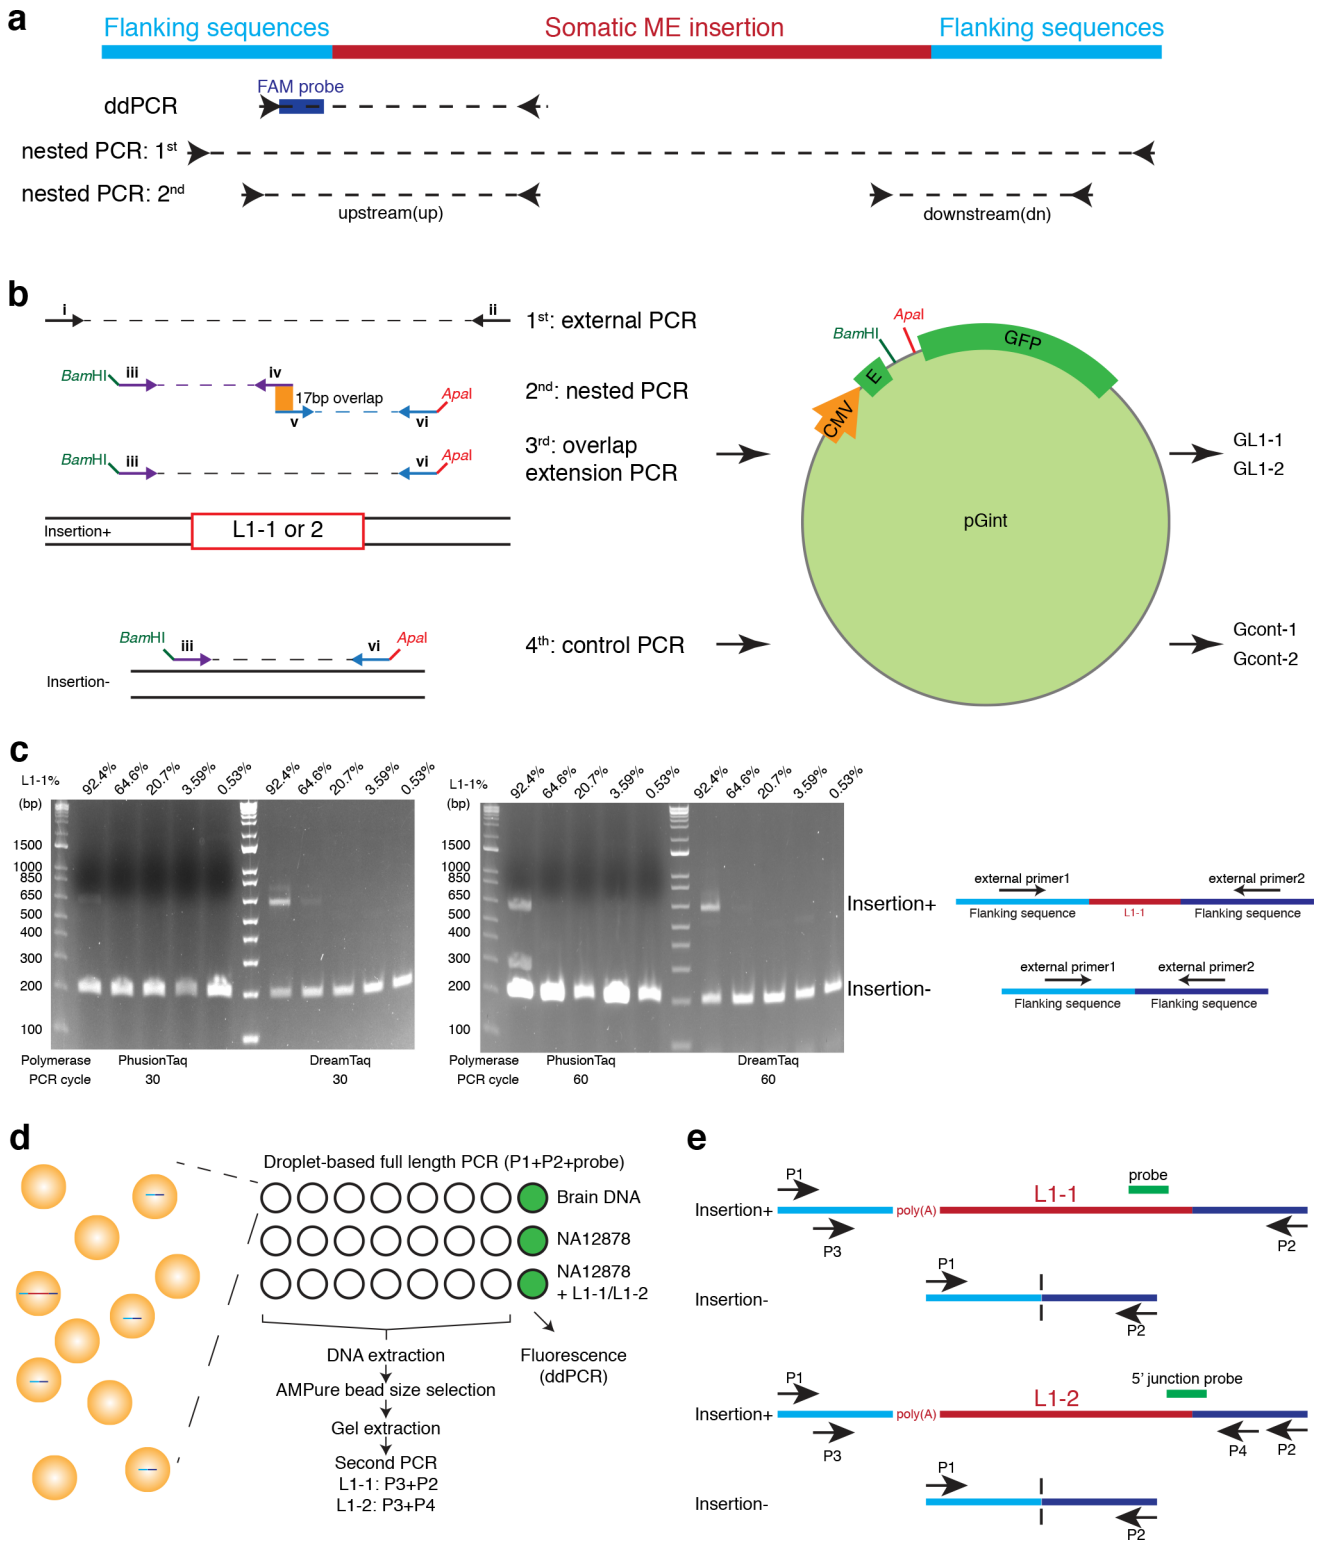 a
Flanking sequences
Somatic ME insertion
Flanking sequences
FAM probe
ddPCR
nested PCR: 1st
nested PCR: 2nd
upstream(up)
downstream(dn)
b
i
ii
1st: external PCR
BamHI
iii
iv
17bp overlap
v
vi
ApaI
2nd: nested PCR
BamHI
iii
vi
ApaI
3rd: overlap
extension PCR
Insertion+
L1-1 or 2
BamHI
iii
vi
ApaI
Insertion-
4th: control PCR
BamHI
ApaI
CMV
E
GFP
pGint
GL1-1
GL1-2
Gcont-1
Gcont-2
c
L1-1%
92.4%
64.6%
20.7%
3.59%
0.53%
92.4%
64.6%
20.7%
3.59%
0.53%
(bp)
1500
1000
850
650
500
400
300
200
100
Polymerase
PhusionTaq
DreamTaq
PCR cycle
30
30
L1-1%
92.4%
64.6%
20.7%
3.59%
0.53%
92.4%
64.6%
20.7%
3.59%
0.53%
(bp)
1500
1000
850
650
500
400
300
200
100
Polymerase
PhusionTaq
DreamTaq
PCR cycle
60
60
Insertion+
external primer1
external primer2
Flanking sequence
L1-1
Flanking sequence
Insertion-
external primer1
external primer2
Flanking sequence
Flanking sequence
d
Droplet-based full length PCR (P1+P2+probe)
Brain DNA
NA12878
NA12878
+ L1-1/L1-2
DNA extraction
AMPure bead size selection
Gel extraction
Second PCR
L1-1: P3+P2
L1-2: P3+P4
Fluorescence
(ddPCR)
e
P1
probe
L1-1
Insertion+
poly(A)
P3
P2
P1
Insertion-
P2
P1
5' junction probe
L1-2
Insertion+
poly(A)
P3
P4
P2
P1
Insertion-
P2